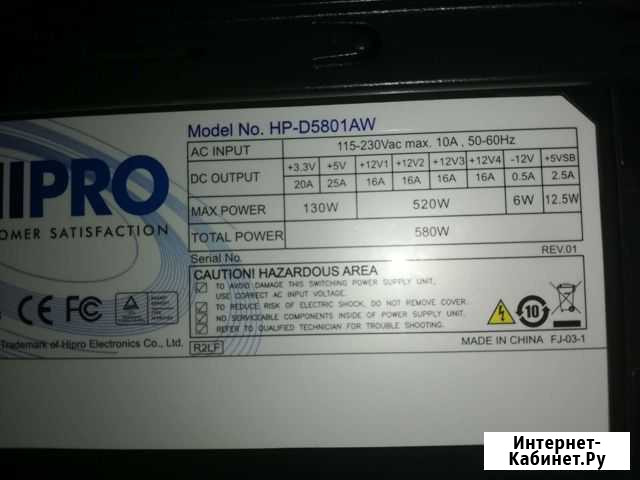 Model No. HP-D5801AW
AC INPUT 115-230Vac max. 10A , 50-60Hz
DC OUTPUT +3.3V +5V +12V1 +12V2 +12V3 +12V4 -12V +5VSB
20A 25A 16A 16A 16A 16A 0.5A 2.5A
MAX POWER 130W 520W 6W 12.5W
TOTAL POWER 580W
HIPRO
OMER SATISFACTION
Serial No. REV.01
CAUTION! HAZARDOUS AREA
TO AVOID DAMAGE THIS SWITCHING POWER SUPPLY UNIT,
USE CORRECT AC INPUT VOLTAGE.
TO REDUCE RISK OF ELECTRIC SHOCK, DO NOT REMOVE COVER.
NO SERVICEABLE COMPONENTS INSIDE OF POWER SUPPLY UNIT.
REFER TO QUALIFIED TECHNICIAN FOR TROUBLE SHOOTING.
CE FC
10
Trademark of Hipro Electronics Co., Ltd.
R2LF
MADE IN CHINA FJ-03-1
Интернет-
Кабинет.Ру